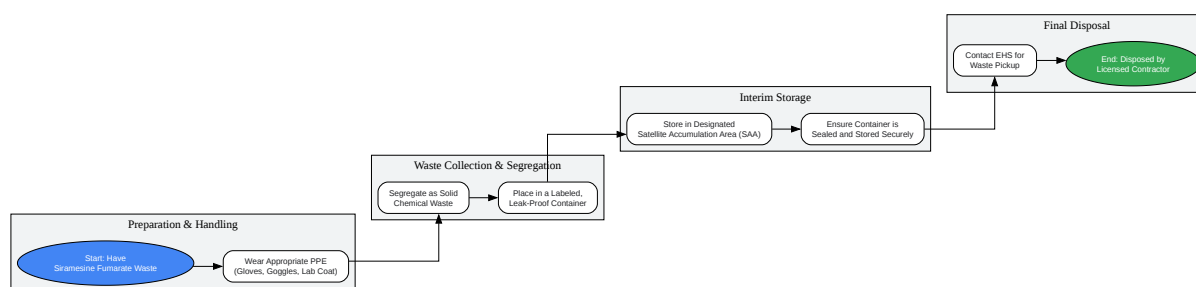 Preparation & Handling
Start: Have
Siramesine Fumarate Waste
Wear Appropriate PPE
(Gloves, Goggles, Lab Coat)
Waste Collection & Segregation
Segregate as Solid
Chemical Waste
Place in a Labeled,
Leak-Proof Container
Interim Storage
Store in Designated
Satellite Accumulation Area (SAA)
Ensure Container is
Sealed and Stored Securely
Final Disposal
Contact EHS for
Waste Pickup
End: Disposed by
Licensed Contractor